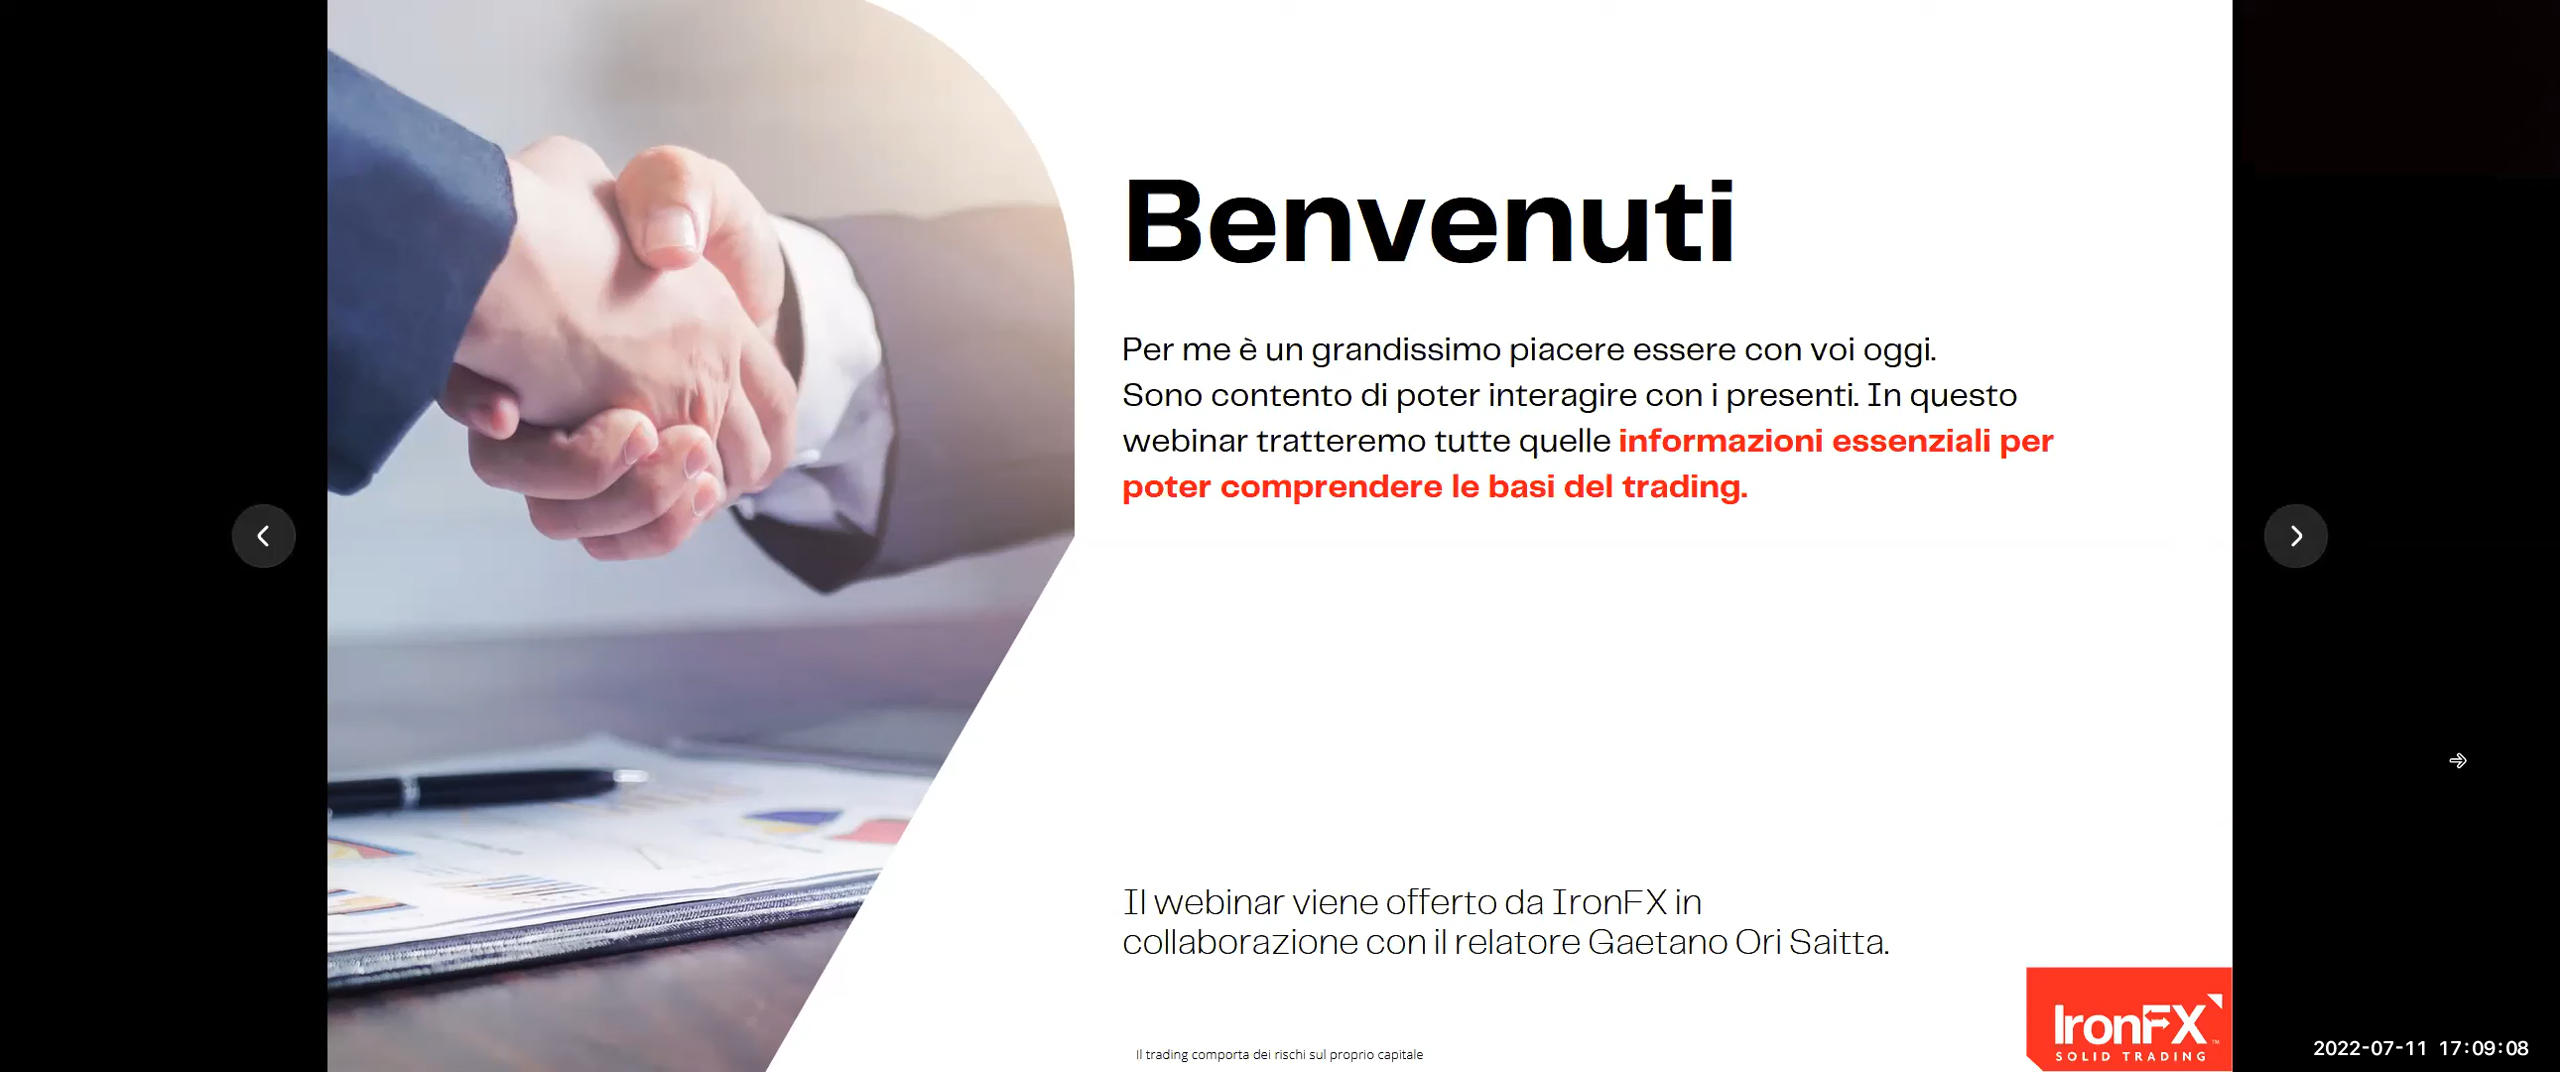 Benvenuti
Per me è un grandissimo piacere essere con voi oggi.
Sono contento di poter interagire con i presenti. In questo
webinar tratteremo tutte quelle informazioni essenziali per
poter comprendere le basi del trading.
Il webinar viene offerto da IronFX in
collaborazione con il relatore Gaetano Ori Saitta.
Il trading comporta dei rischi sul proprio capitale
IronFX™
SOLID TRADING
2022-07-11 17:09:08